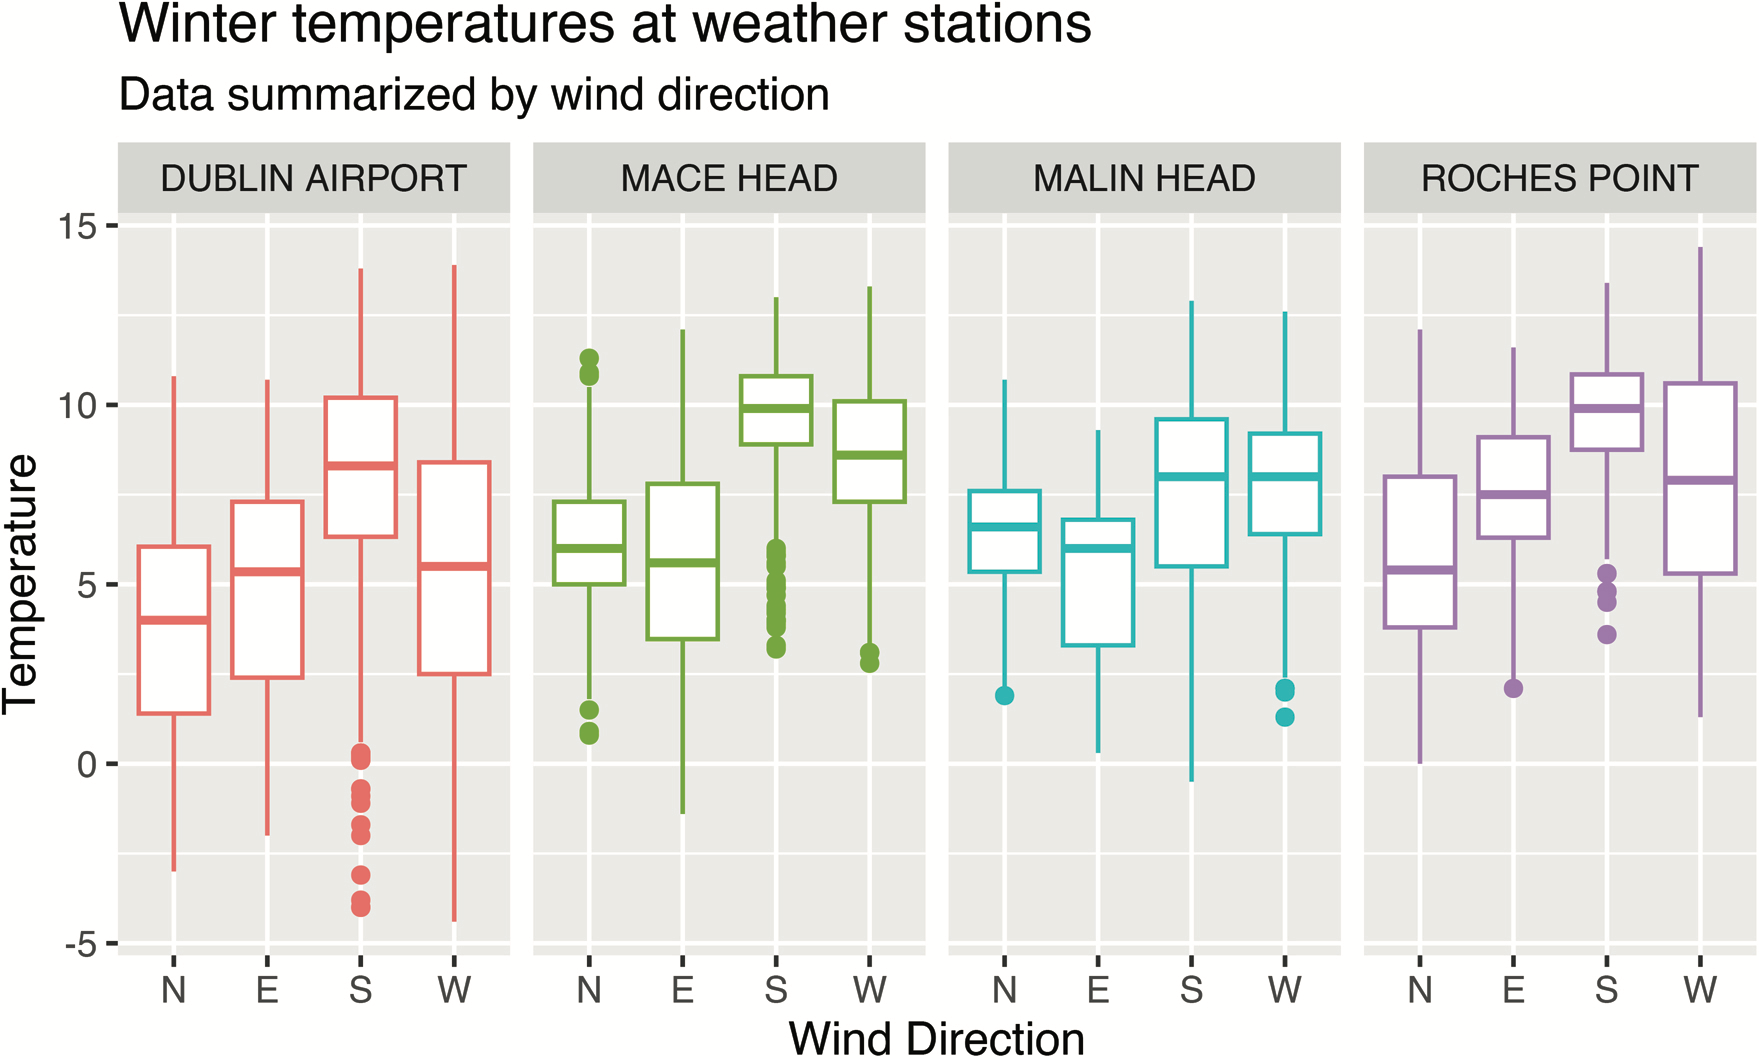 Winter temperatures at weather stations
Data summarized by wind direction
DUBLIN AIRPORT MACE HEAD MALIN HEAD ROCHES POINT
15
10
5
0
-5
Temperature
N E S W N E S W N E S W N E S W
Wind Direction